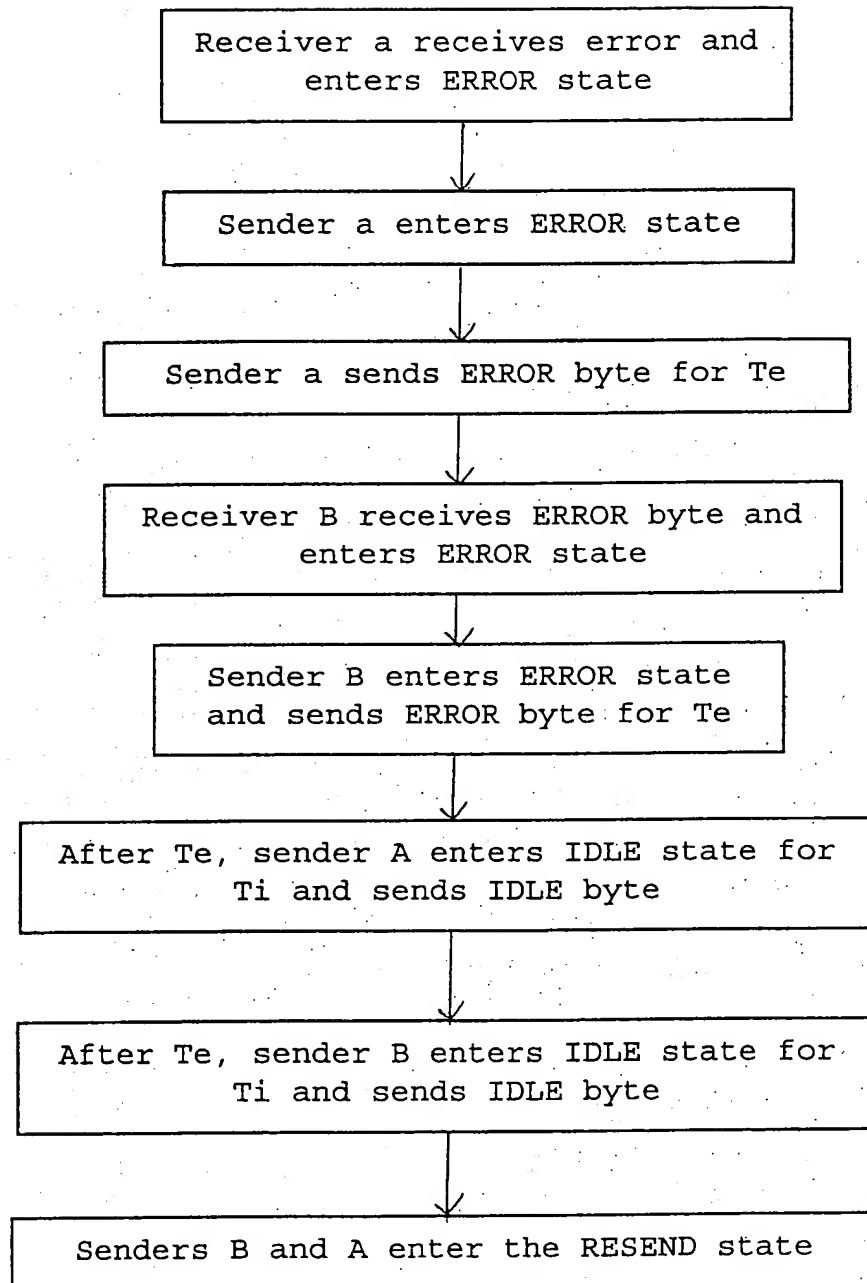 Receiver a receives error and
enters ERROR state
Sender a enters ERROR state
Sender a sends ERROR byte for Te
Receiver B receives ERROR byte and
enters ERROR state
Sender B enters ERROR state
and sends ERROR byte for Te
After Te, sender A enters IDLE state for
Ti and sends IDLE byte
After Te, sender B enters IDLE state for
Ti and sends IDLE byte
Senders B and A enter the RESEND state